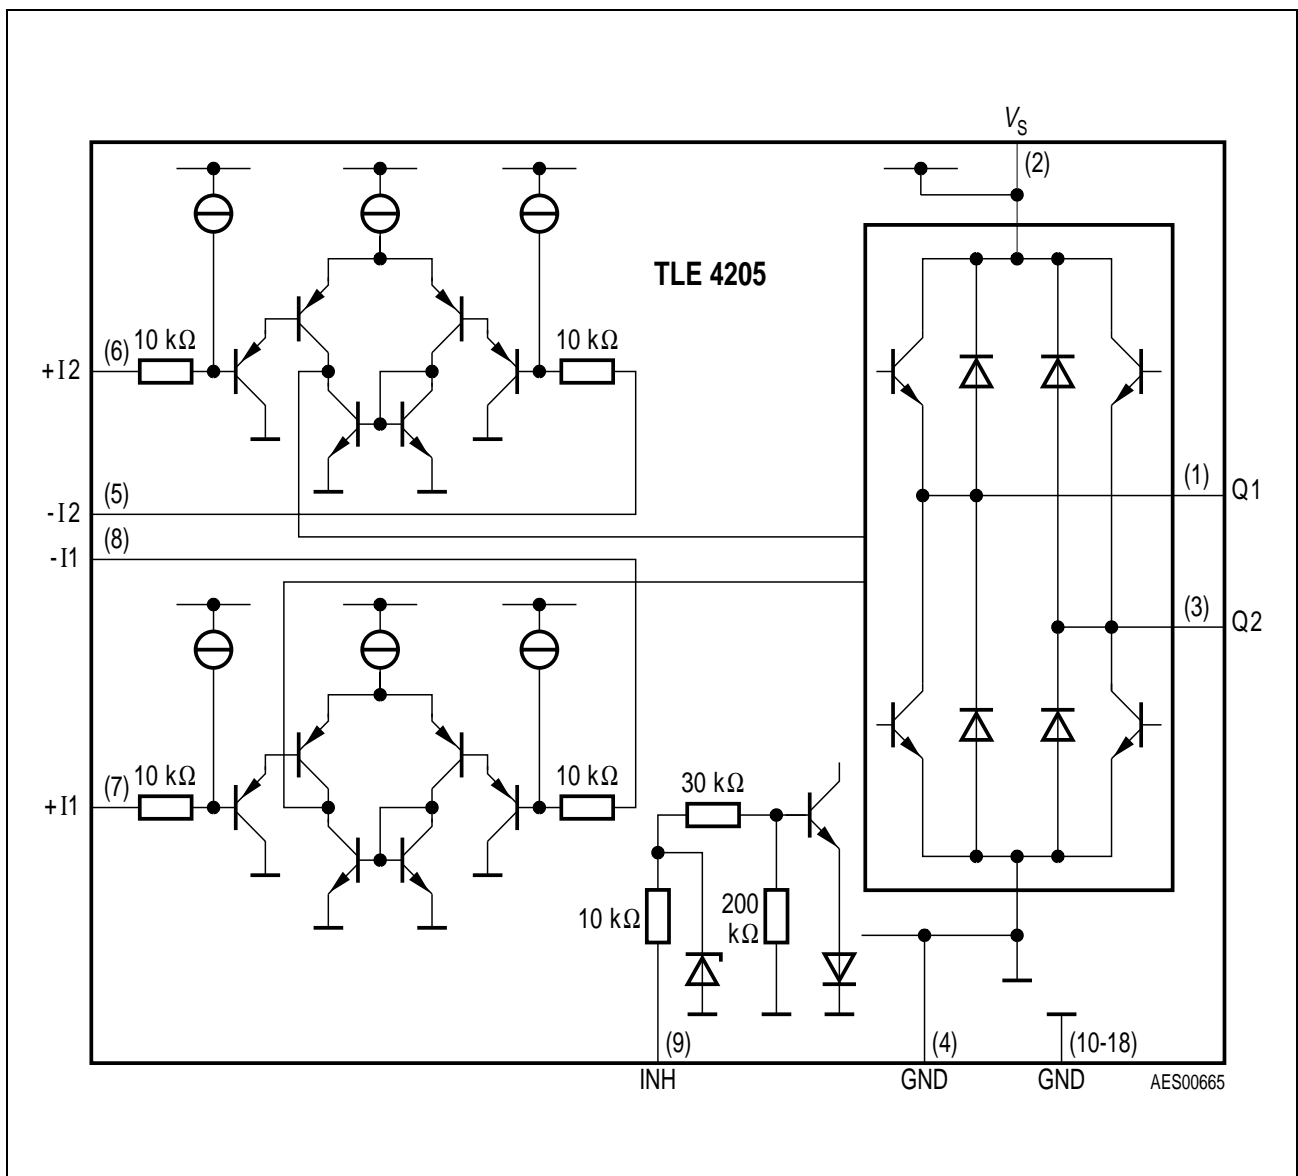 VS
(2)
TLE 4205
+I2
(6)
10 kΩ
10 kΩ
(5)
-I2
(8)
-I1
(1)
Q1
(3)
Q2
+I1
(7)
10 kΩ
10 kΩ
30 kΩ
10 kΩ
200
kΩ
(9)
(4)
(10-18)
INH
GND
GND
AES00665